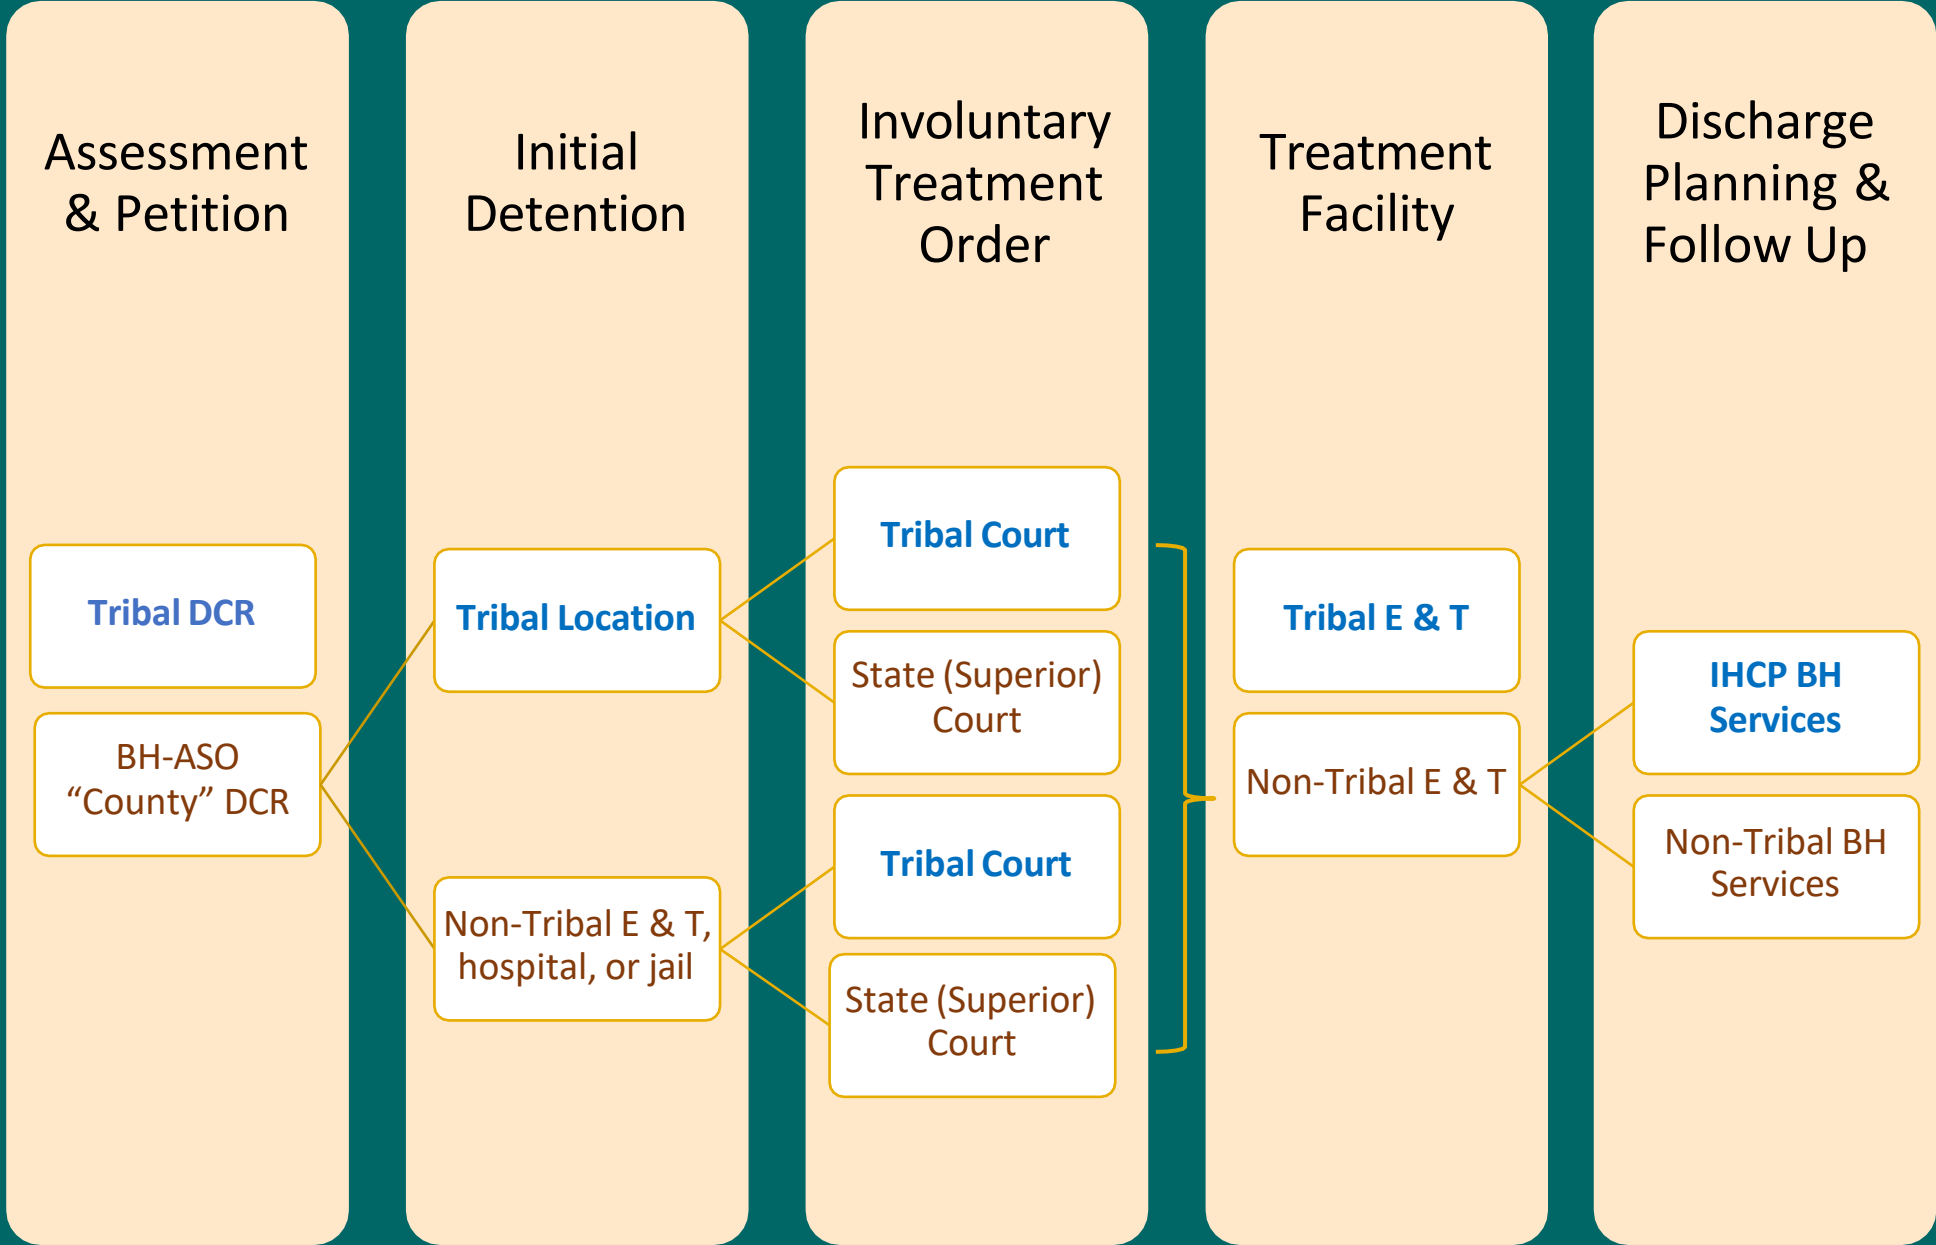 Assessment
& Petition
Initial
Detention
Involuntary
Treatment
Order
Treatment
Facility
Discharge
Planning &
Follow Up
Tribal DCR
BH-ASO
“County” DCR
Tribal Location
Non-Tribal E & T,
hospital, or jail
Tribal Court
State (Superior)
Court
Tribal Court
State (Superior)
Court
Tribal E & T
Non-Tribal E & T
IHCP BH
Services
Non-Tribal BH
Services